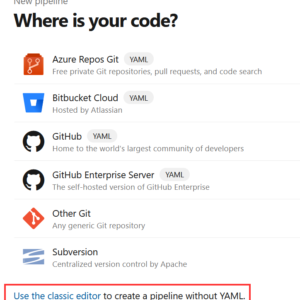 New pipeline
Where is your code?
Azure Repos Git YAML
Free private Git repositories, pull requests, and code search
Bitbucket Cloud YAML
Hosted by Atlassian
GitHub YAML
Home to the world's largest community of developers
GitHub Enterprise Server YAML
The self-hosted version of GitHub Enterprise
Other Git
Any generic Git repository
Subversion
Centralized version control by Apache
Use the classic editor to create a pipeline without YAML.